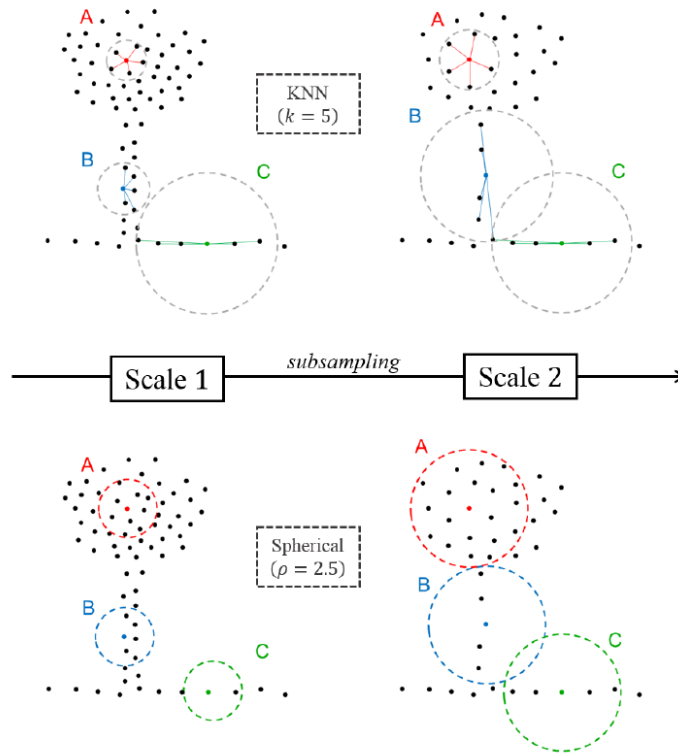 A
A
KNN
(k = 5)
B
B
C
C
subsampling
Scale 1
Scale 2
A
A
Spherical
(ρ = 2.5)
B
B
C
C